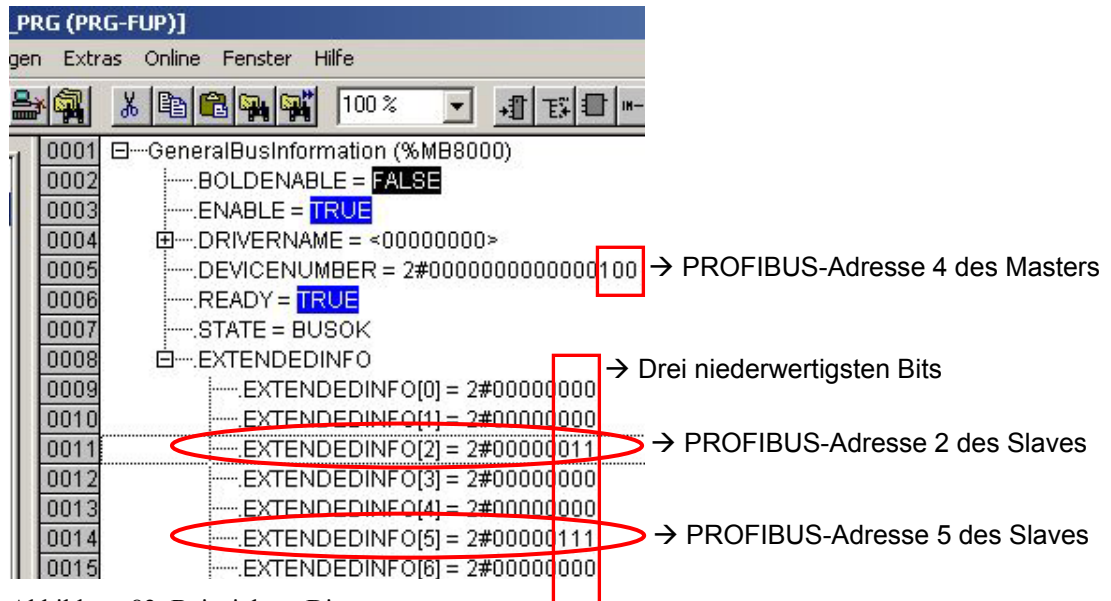 _PRG (PRG-FUP)]
gen Extras Online Fenster Hilfe
100 %
0001 GeneralBusInformation (%MB8000)
0002 .BOLDENABLE = FALSE
0003 .ENABLE = TRUE
0004 .DRIVERNAME = <00000000>
0005 .DEVICENUMBER = 2#0000000000000100 → PROFIBUS-Adresse 4 des Masters
0006 .READY = TRUE
0007 .STATE = BUSOK
0008 .EXTENDEDINFO
→ Drei niederwertigsten Bits
0009 .EXTENDEDINFO[0] = 2#00000000
0010 .EXTENDEDINFO[1] = 2#00000000
0011 .EXTENDEDINFO[2] = 2#00000011 → PROFIBUS-Adresse 2 des Slaves
0012 .EXTENDEDINFO[3] = 2#00000000
0013 .EXTENDEDINFO[4] = 2#00000000
0014 .EXTENDEDINFO[5] = 2#00000111 → PROFIBUS-Adresse 5 des Slaves
0015 .EXTENDEDINFO[6] = 2#00000000